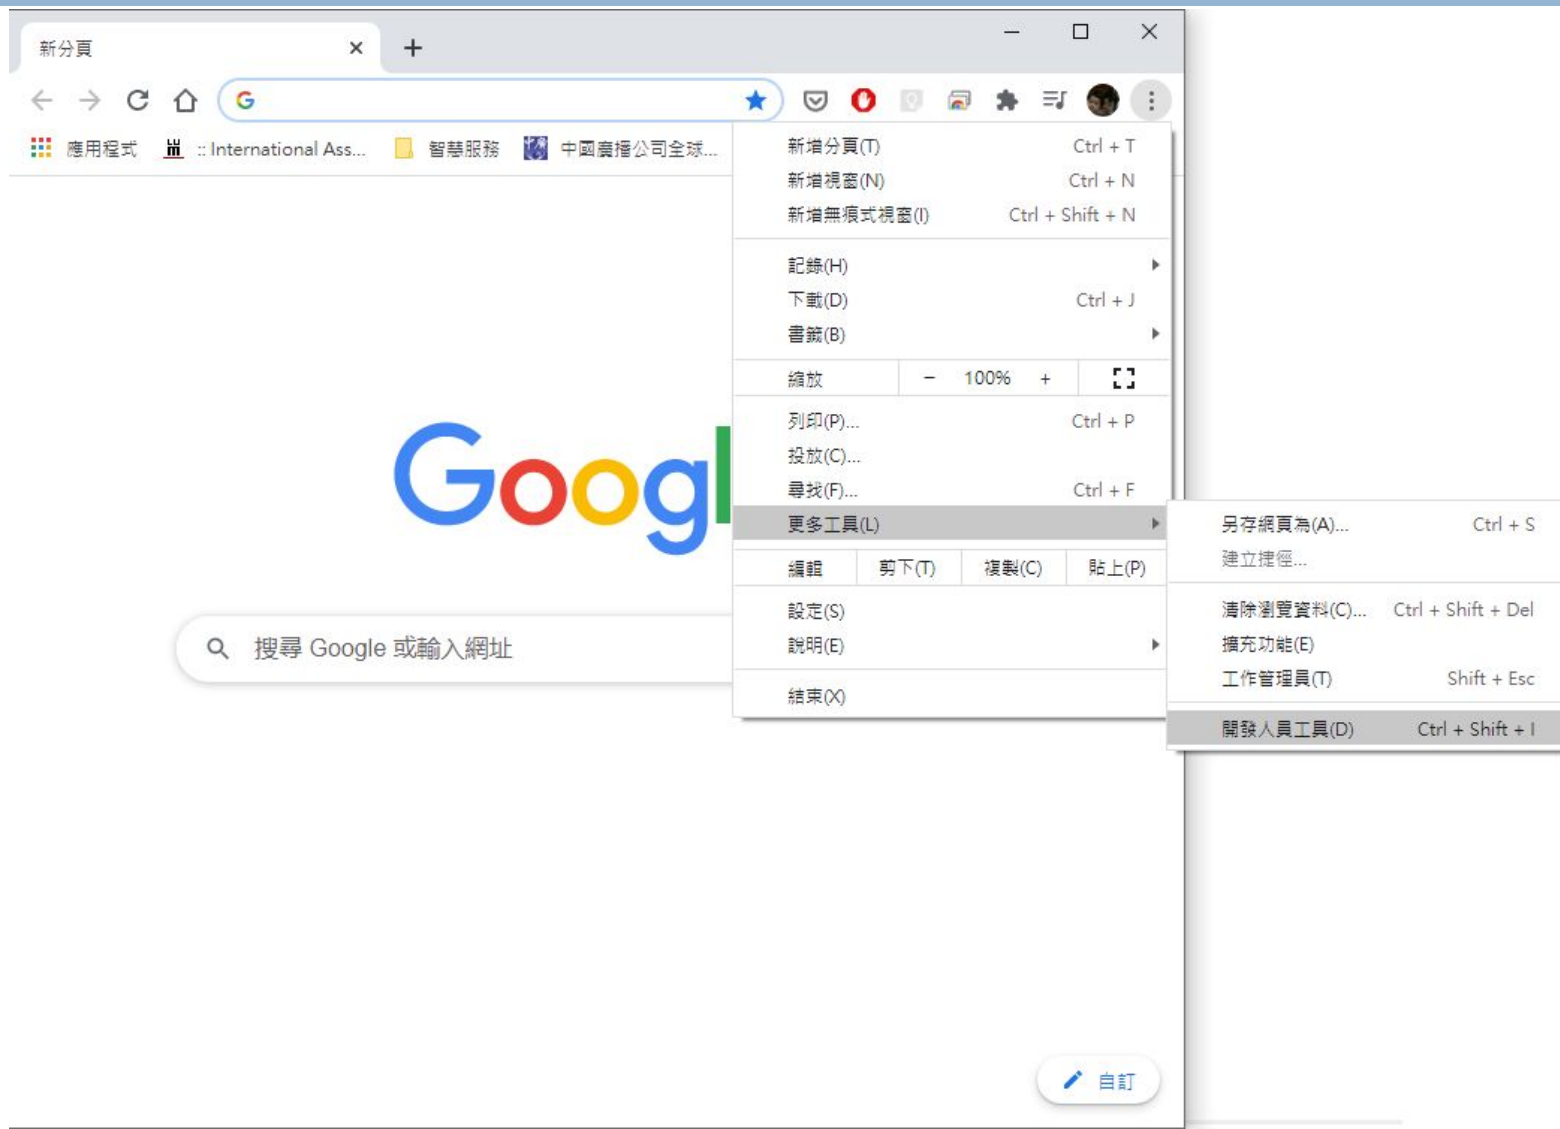 新分頁
G
應用程式 :: International Ass... 智慧服務 中國廣播公司全球...
新增分頁(T) Ctrl + T
新增視窗(N) Ctrl + N
新增無痕式視窗(I) Ctrl + Shift + N
記錄(H)
下載(D) Ctrl + J
書籤(B)
縮放 − 100% +
列印(P)... Ctrl + P
投放(C)...
尋找(F)... Ctrl + F
更多工具(L)
編輯 剪下(T) 複製(C) 貼上(P)
設定(S)
說明(E)
結束(X)
另存網頁為(A)... Ctrl + S
建立捷徑...
清除瀏覽資料(C)... Ctrl + Shift + Del
擴充功能(E)
工作管理員(T) Shift + Esc
開發人員工具(D) Ctrl + Shift + I
Googl
搜尋 Google 或輸入網址
自訂